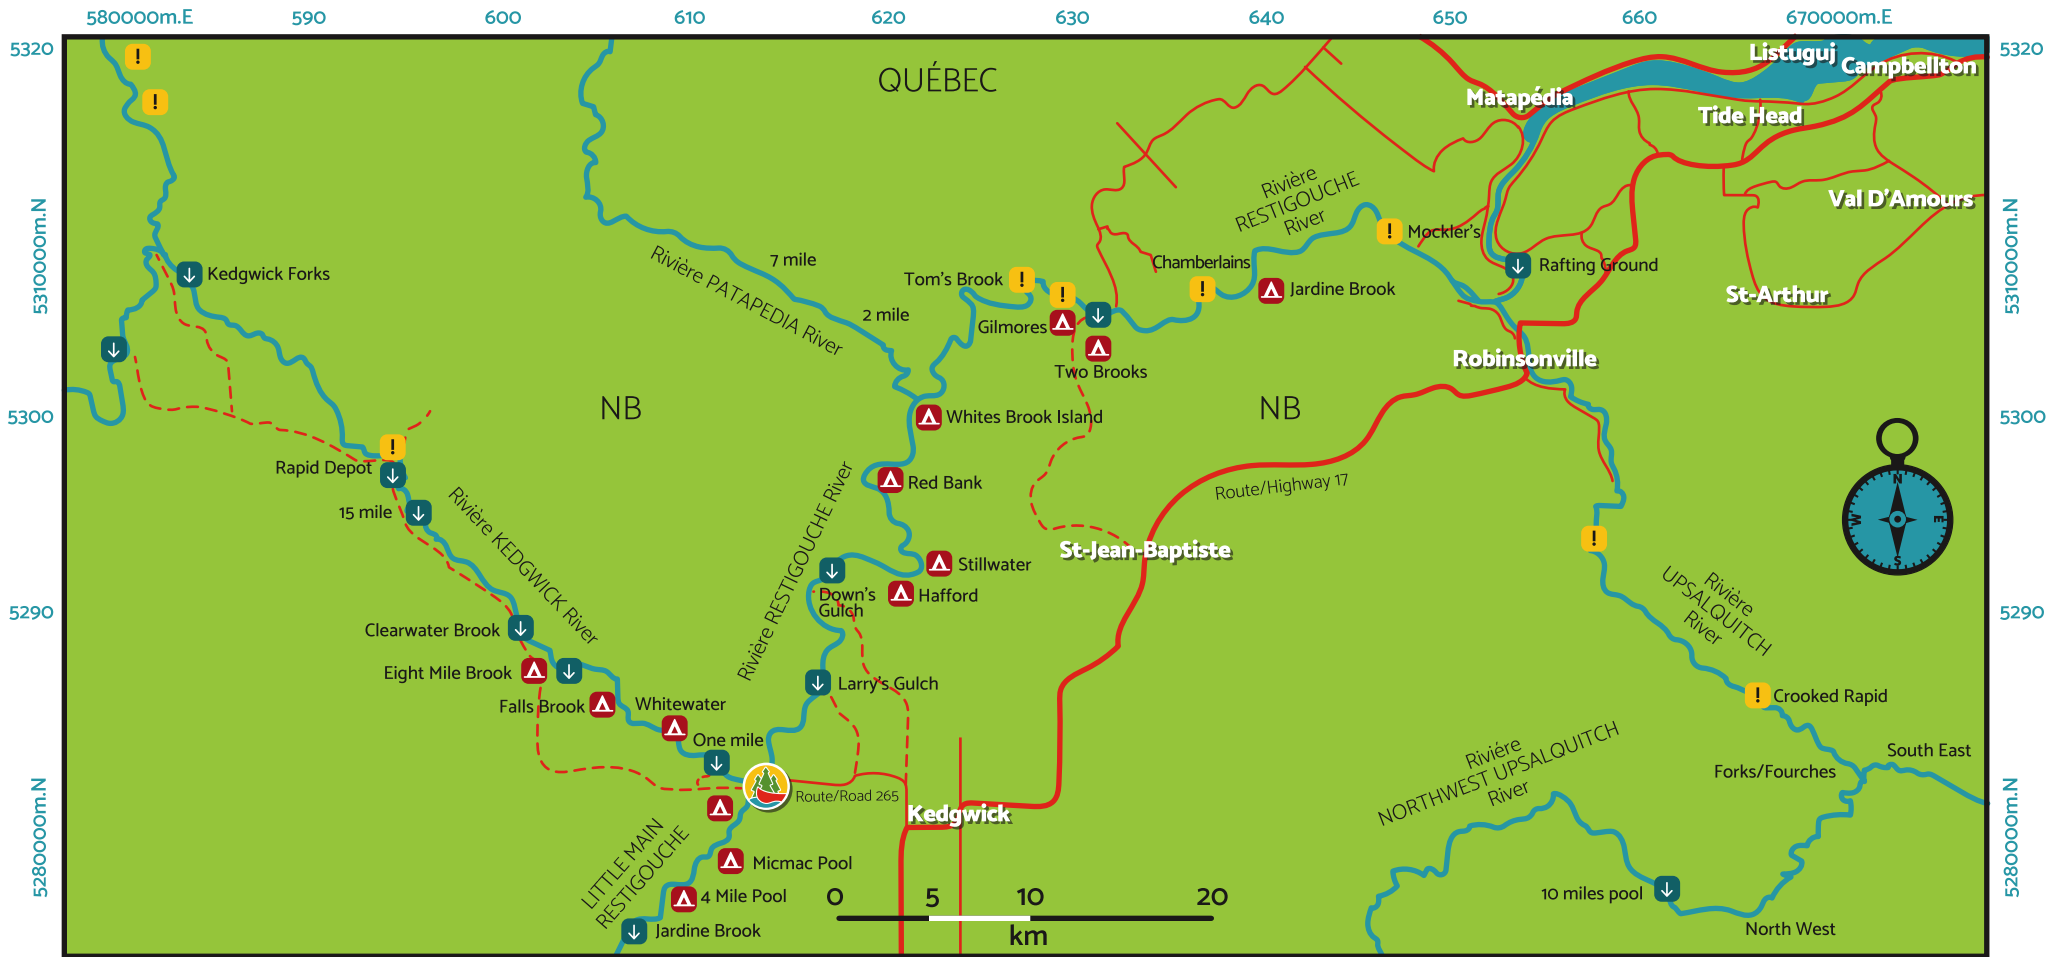 580000m.E 590 600 610 620 630 640 650 660 670000m.E
5320
5320
5310000m.N
5310000m.N
5300
5300
5290
5290
5280000m.N
5280000m.N
QUÉBEC
Listuguj
Campbellton
Matapédia
Tide Head
Val D'Amours
St-Arthur
Rivière
RESTIGOUCHE
River
Mockler's
Rafting Ground
Chamberlains
Jardine Brook
Kedgwick Forks
Rivière PATAPEDIA River
7 mile
2 mile
Tom's Brook
Gilmores
Two Brooks
Robinsonville
NB
NB
Whites Brook Island
Red Bank
Route/Highway 17
Rapid Depot
15 mile
Rivière KEDGWICK River
Rivière RESTIGOUCHE River
St-Jean-Baptiste
Stillwater
Hafford
Down's
Gulch
N
E
S
W
Rivière
UPSALQUITCH
River
Clearwater Brook
Eight Mile Brook
Falls Brook
Whitewater
One mile
Larry's Gulch
Crooked Rapid
South East
Forks/Fourches
Riviére
NORTHWEST UPSALQUITCH
River
Route/Road 265
Kedgwick
LITTLE MAIN
RESTIGOUCHE
Micmac Pool
4 Mile Pool
Jardine Brook
10 miles pool
North West
0 5 10 20
km